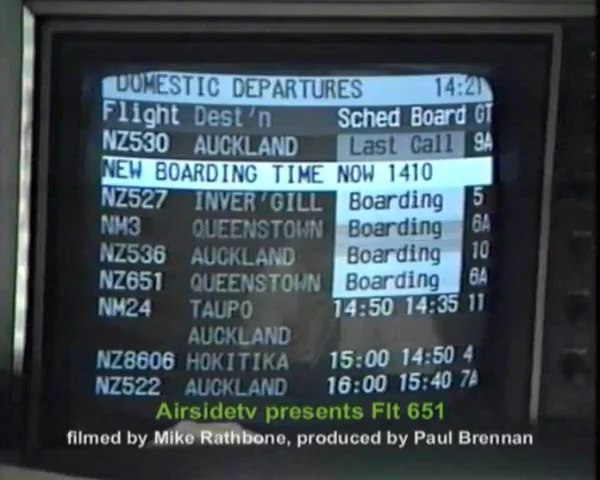 DOMESTIC DEPARTURES 14:21
Flight Dest'n Sched Board GT
NZ530 AUCKLAND Last Call 9A
NEW BOARDING TIME NOW 1410
NZ527 INVER'GILL Boarding 5
NM3 QUEENSTOWN Boarding 6A
NZ536 AUCKLAND Boarding 10
NZ651 QUEENSTOWN Boarding 6A
NM24 TAUPO 14:50 14:35 11
AUCKLAND
NZ8606 HOKITIKA 15:00 14:50 4
NZ522 AUCKLAND 16:00 15:40 7A
Airsidetv presents Flt 651
filmed by Mike Rathbone, produced by Paul Brennan